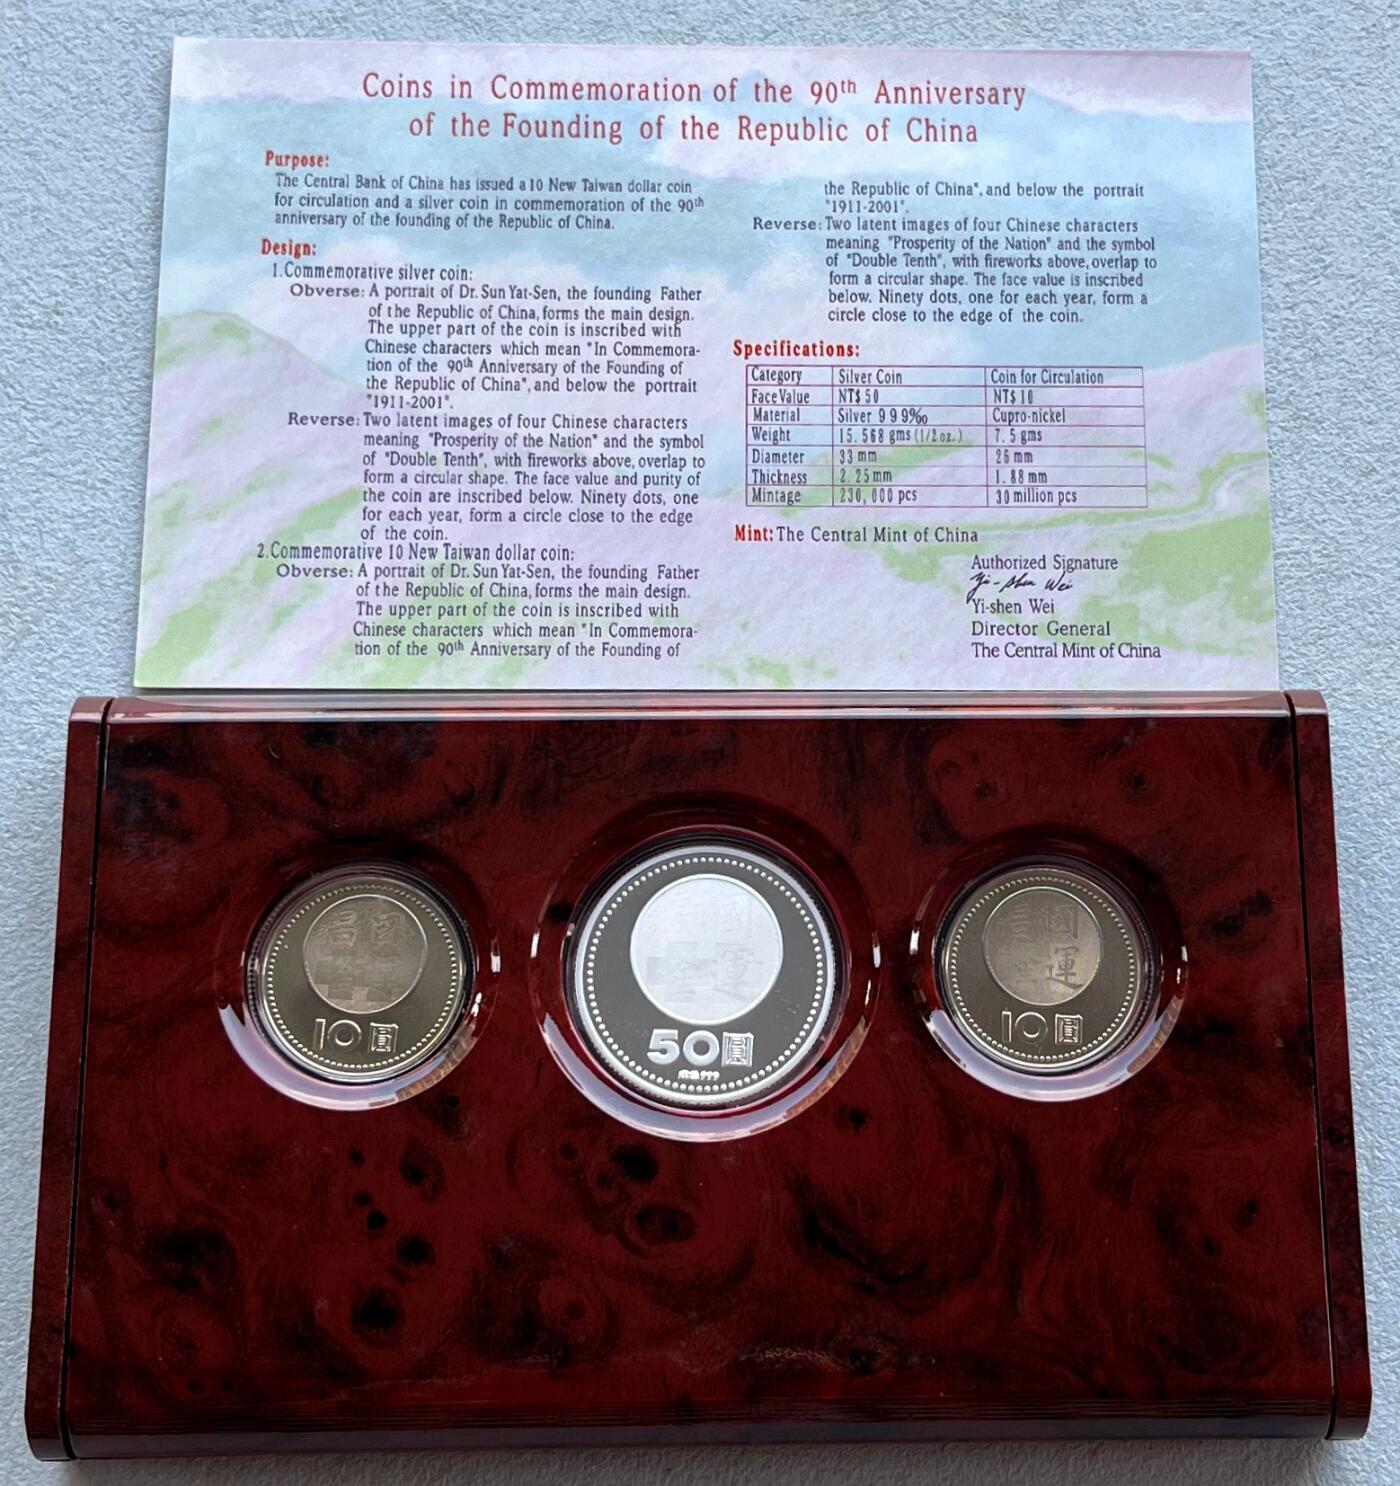 Coins in Commemoration of the 90th Anniversary
of the Founding of the Republic of China
Purpose:
The Central Bank of China has issued a 10 New Taiwan dollar coin
for circulation and a silver coin in commemoration of the 90th
anniversary of the founding of the Republic of China.
Design:
1.Commemorative silver coin:
Obverse: A portrait of Dr. Sun Yat-Sen, the founding Father
of the Republic of China, forms the main design.
The upper part of the coin is inscribed with
Chinese characters which mean "In Commemora-
tion of the 90th Anniversary of the Founding of
the Republic of China", and below the portrait
"1911-2001".
Reverse: Two latent images of four Chinese characters
meaning "Prosperity of the Nation" and the symbol
of "Double Tenth", with fireworks above, overlap to
form a circular shape. The face value and purity of
the coin are inscribed below. Ninety dots, one
for each year, form a circle close to the edge
of the coin.
2.Commemorative 10 New Taiwan dollar coin:
Obverse: A portrait of Dr. Sun Yat-Sen, the founding Father
of the Republic of China, forms the main design.
The upper part of the coin is inscribed with
Chinese characters which mean "In Commemora-
tion of the 90th Anniversary of the Founding of
the Republic of China", and below the portrait
"1911-2001".
Reverse: Two latent images of four Chinese characters
meaning "Prosperity of the Nation" and the symbol
of "Double Tenth", with fireworks above, overlap to
form a circular shape. The face value is inscribed
below. Ninety dots, one for each year, form a
circle close to the edge of the coin.
Specifications:
Category Silver Coin Coin for Circulation
Face Value NT$ 50 NT$ 10
Material Silver 999‰ Cupro-nickel
Weight 15.568 gms (1/2 oz.) 7.5 gms
Diameter 33 mm 26 mm
Thickness 2.25 mm 1.88 mm
Mintage 230,000 pcs 30 million pcs
Mint: The Central Mint of China
Authorized Signature
Yi-shen Wei
Yi-shen Wei
Director General
The Central Mint of China
10圓
國運
50圓
成色999
國運
10圓